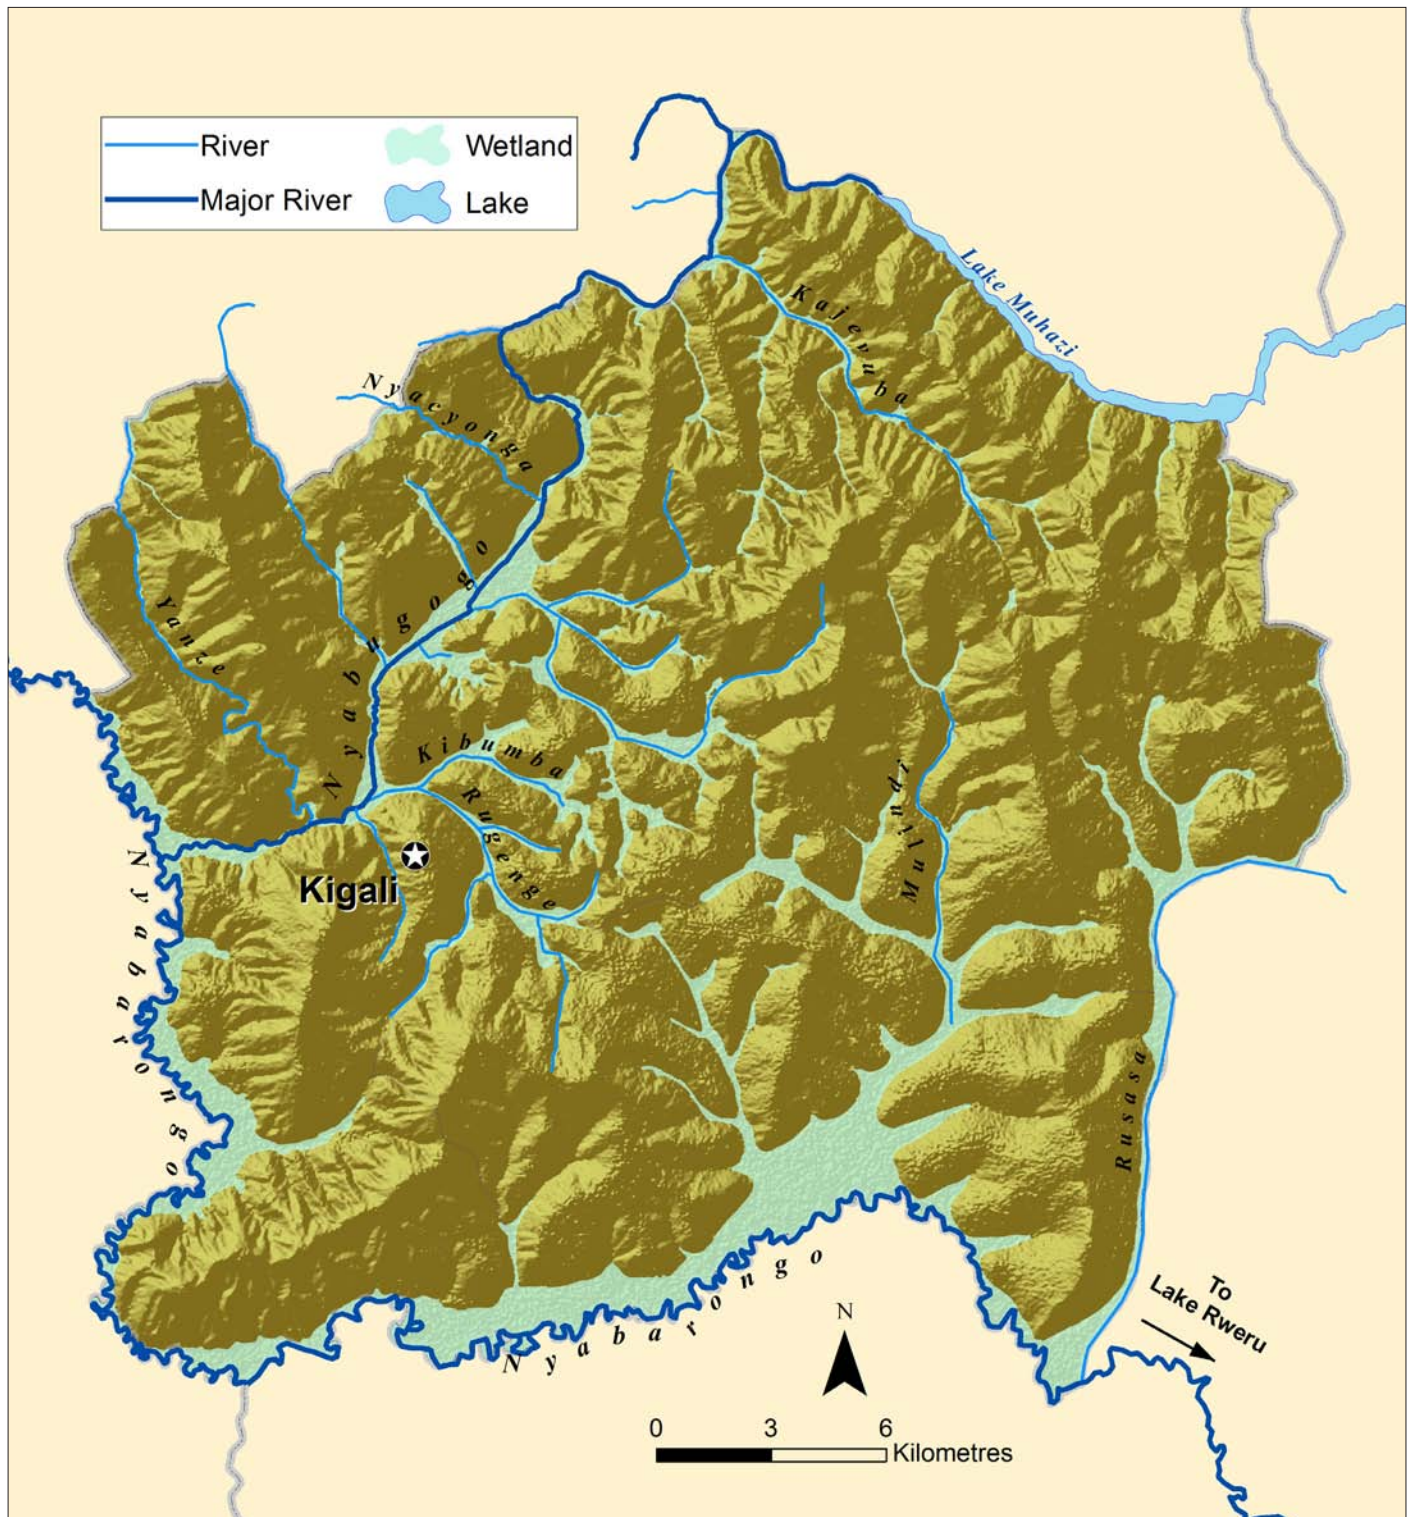 River
Wetland
Major River
Lake
Lake Muhazi
Kajevuba
Nyacyonga
Nyabugogo
Yanze
Kibumba
Rugenge
Mulindi
Kigali
Nyabarongo
Rusasa
Nyabarongo
To
Lake Rweru
N
0 3 6
Kilometres